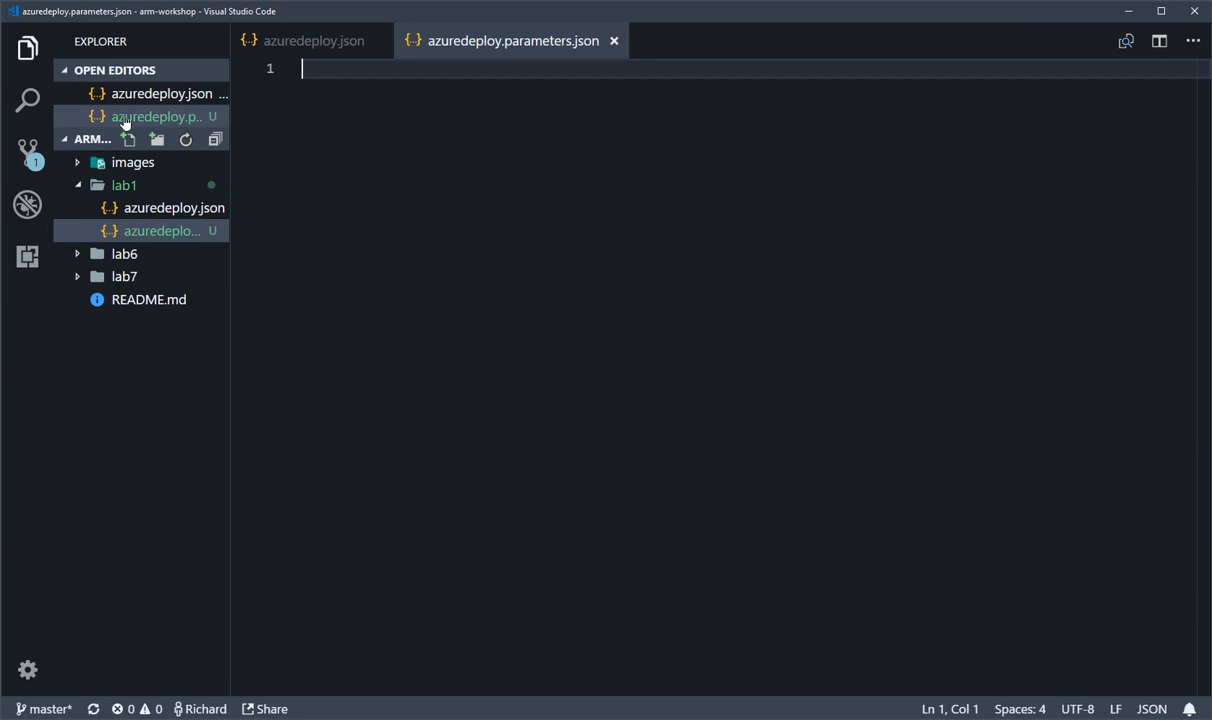 azuredeploy.parameters.json - arm-workshop - Visual Studio Code
EXPLORER
azuredeploy.json
azuredeploy.parameters.json
OPEN EDITORS
azuredeploy.json ...
azuredeploy.p.. U
ARM...
images
lab1
azuredeploy.json
azuredeplo... U
lab6
lab7
README.md
1
1
master*
0
0
Richard
Share
Ln 1, Col 1
Spaces: 4
UTF-8
LF
JSON